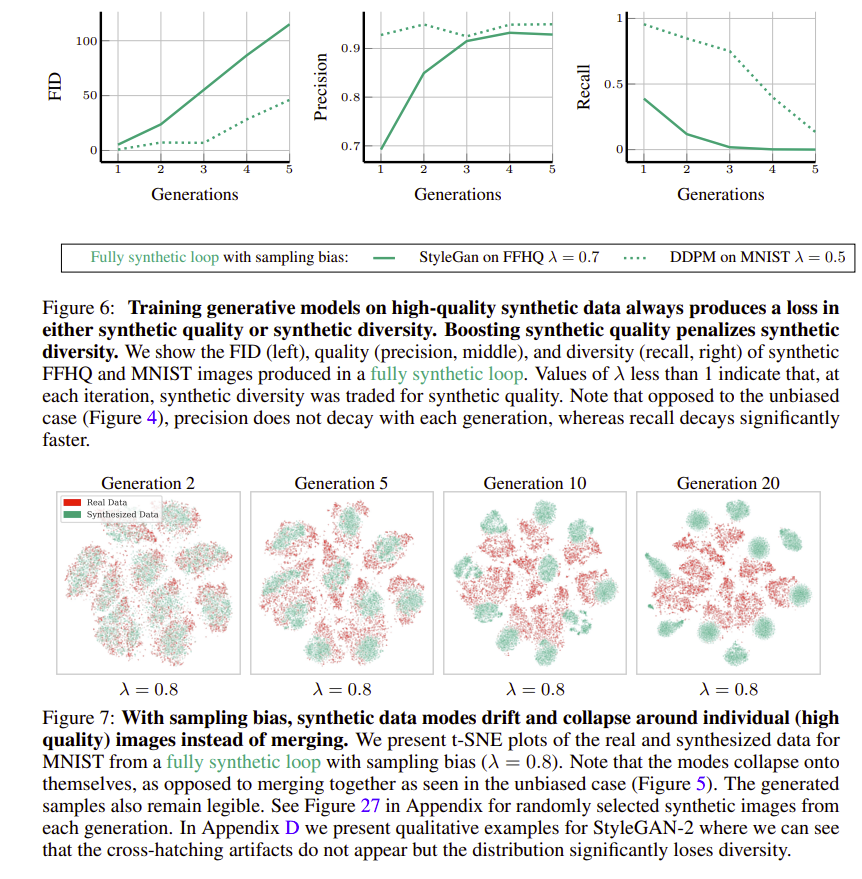 100
50
0
FID
1 2 3 4 5
Generations
0.9
0.8
0.7
Precision
1 2 3 4 5
Generations
1
0.5
0
Recall
1 2 3 4 5
Generations
Fully synthetic loop with sampling bias: StyleGan on FFHQ λ = 0.7 DDPM on MNIST λ = 0.5
Figure 6: Training generative models on high-quality synthetic data always produces a loss in
either synthetic quality or synthetic diversity. Boosting synthetic quality penalizes synthetic
diversity. We show the FID (left), quality (precision, middle), and diversity (recall, right) of synthetic
FFHQ and MNIST images produced in a fully synthetic loop. Values of λ less than 1 indicate that, at
each iteration, synthetic diversity was traded for synthetic quality. Note that opposed to the unbiased
case (Figure 4), precision does not decay with each generation, whereas recall decays significantly
faster.
Generation 2 Generation 5 Generation 10 Generation 20
Real Data
Synthesized Data
λ = 0.8 λ = 0.8 λ = 0.8 λ = 0.8
Figure 7: With sampling bias, synthetic data modes drift and collapse around individual (high
quality) images instead of merging. We present t-SNE plots of the real and synthesized data for
MNIST from a fully synthetic loop with sampling bias (λ = 0.8). Note that the modes collapse onto
themselves, as opposed to merging together as seen in the unbiased case (Figure 5). The generated
samples also remain legible. See Figure 27 in Appendix for randomly selected synthetic images from
each generation. In Appendix D we present qualitative examples for StyleGAN-2 where we can see
that the cross-hatching artifacts do not appear but the distribution significantly loses diversity.